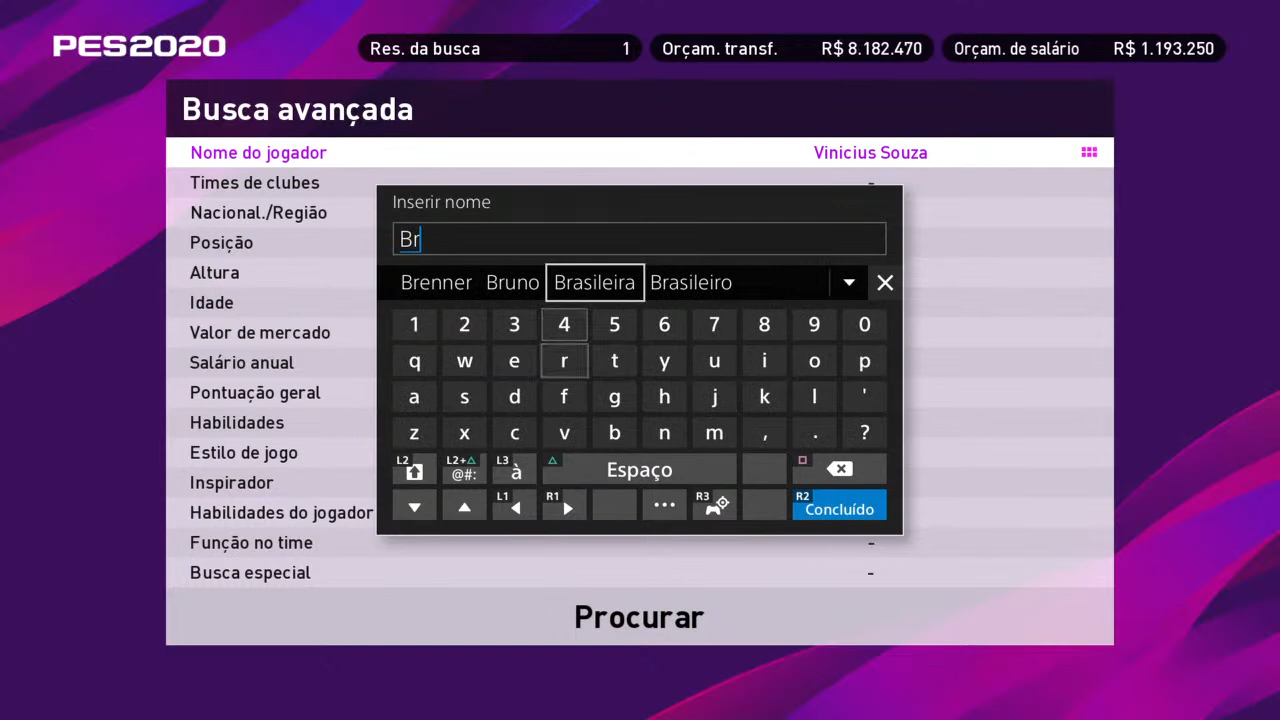 PES2020
Res. da busca 1
Orçam. transf. R$ 8.182.470
Orçam. de salário R$ 1.193.250
Busca avançada
Nome do jogador Vinicius Souza
Times de clubes -
Nacional./Região
Posição
Altura
Idade
Valor de mercado
Salário anual
Pontuação geral
Habilidades
Estilo de jogo
Inspirador
Habilidades do jogador
Função no time -
Busca especial -
Inserir nome
Br
Brenner Bruno Brasileira Brasileiro
1 2 3 4 5 6 7 8 9 0
q w e r t y u i o p
a s d f g h j k l '
z x c v b n m , . ?
L2 L2+△ @#: L3 à △ Espaço □
L1 R1 ... R3 R2 Concluído
Procurar